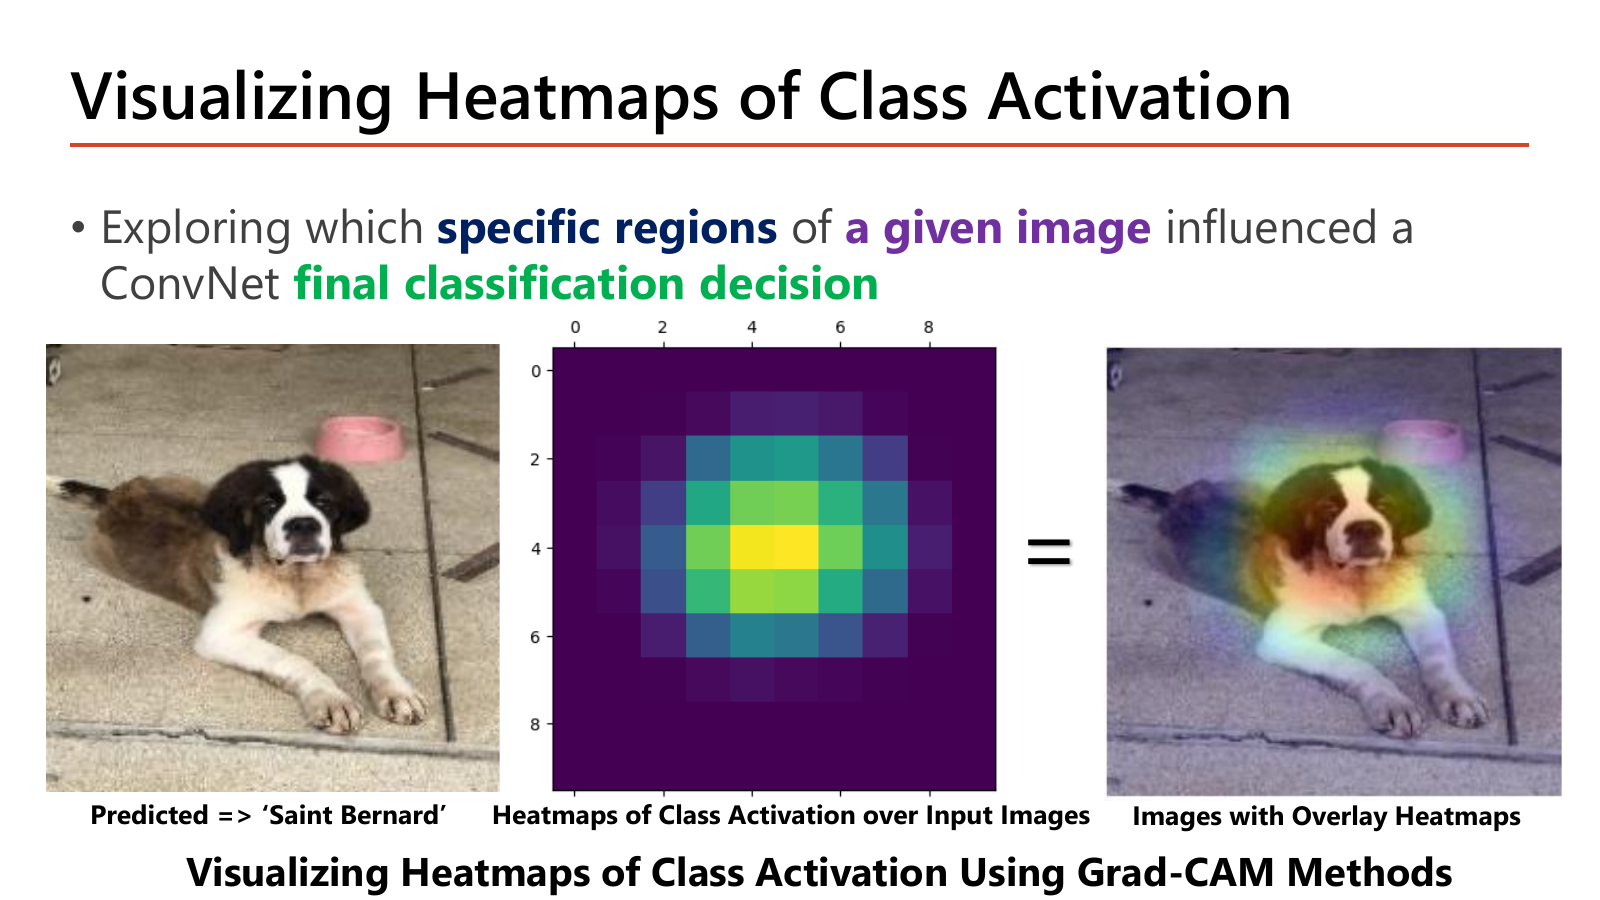 Visualizing Heatmaps of Class Activation
• Exploring which specific regions of a given image influenced a
ConvNet final classification decision
0 2 4 6 8
0
2
4
6
8
=
Predicted => ‘Saint Bernard’
Heatmaps of Class Activation over Input Images
Images with Overlay Heatmaps
Visualizing Heatmaps of Class Activation Using Grad-CAM Methods